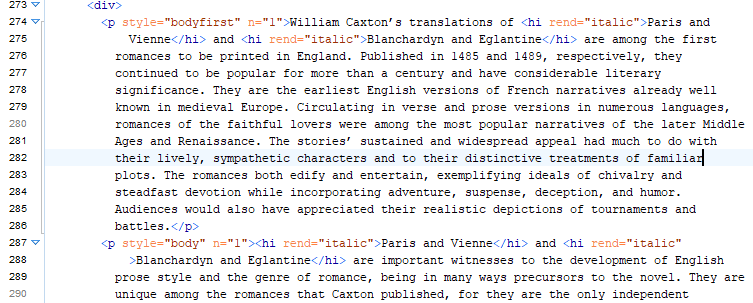 273 <div>
274 <p style="bodyfirst" n="1">William Caxton’s translations of <hi rend="italic">Paris and
275 Vienne</hi> and <hi rend="italic">Blanchardyn and Eglantine</hi> are among the first
276 romances to be printed in England. Published in 1485 and 1489, respectively, they
277 continued to be popular for more than a century and have considerable literary
278 significance. They are the earliest English versions of French narratives already well
279 known in medieval Europe. Circulating in verse and prose versions in numerous languages,
280 romances of the faithful lovers were among the most popular narratives of the later Middle
281 Ages and Renaissance. The stories’ sustained and widespread appeal had much to do with
282 their lively, sympathetic characters and to their distinctive treatments of familiar
283 plots. The romances both edify and entertain, exemplifying ideals of chivalry and
284 steadfast devotion while incorporating adventure, suspense, deception, and humor.
285 Audiences would also have appreciated their realistic depictions of tournaments and
286 battles.</p>
287 <p style="body" n="1"><hi rend="italic">Paris and Vienne</hi> and <hi rend="italic"
288 >Blanchardyn and Eglantine</hi> are important witnesses to the development of English
289 prose style and the genre of romance, being in many ways precursors to the novel. They are
290 unique among the romances that Caxton published, for they are the only independent